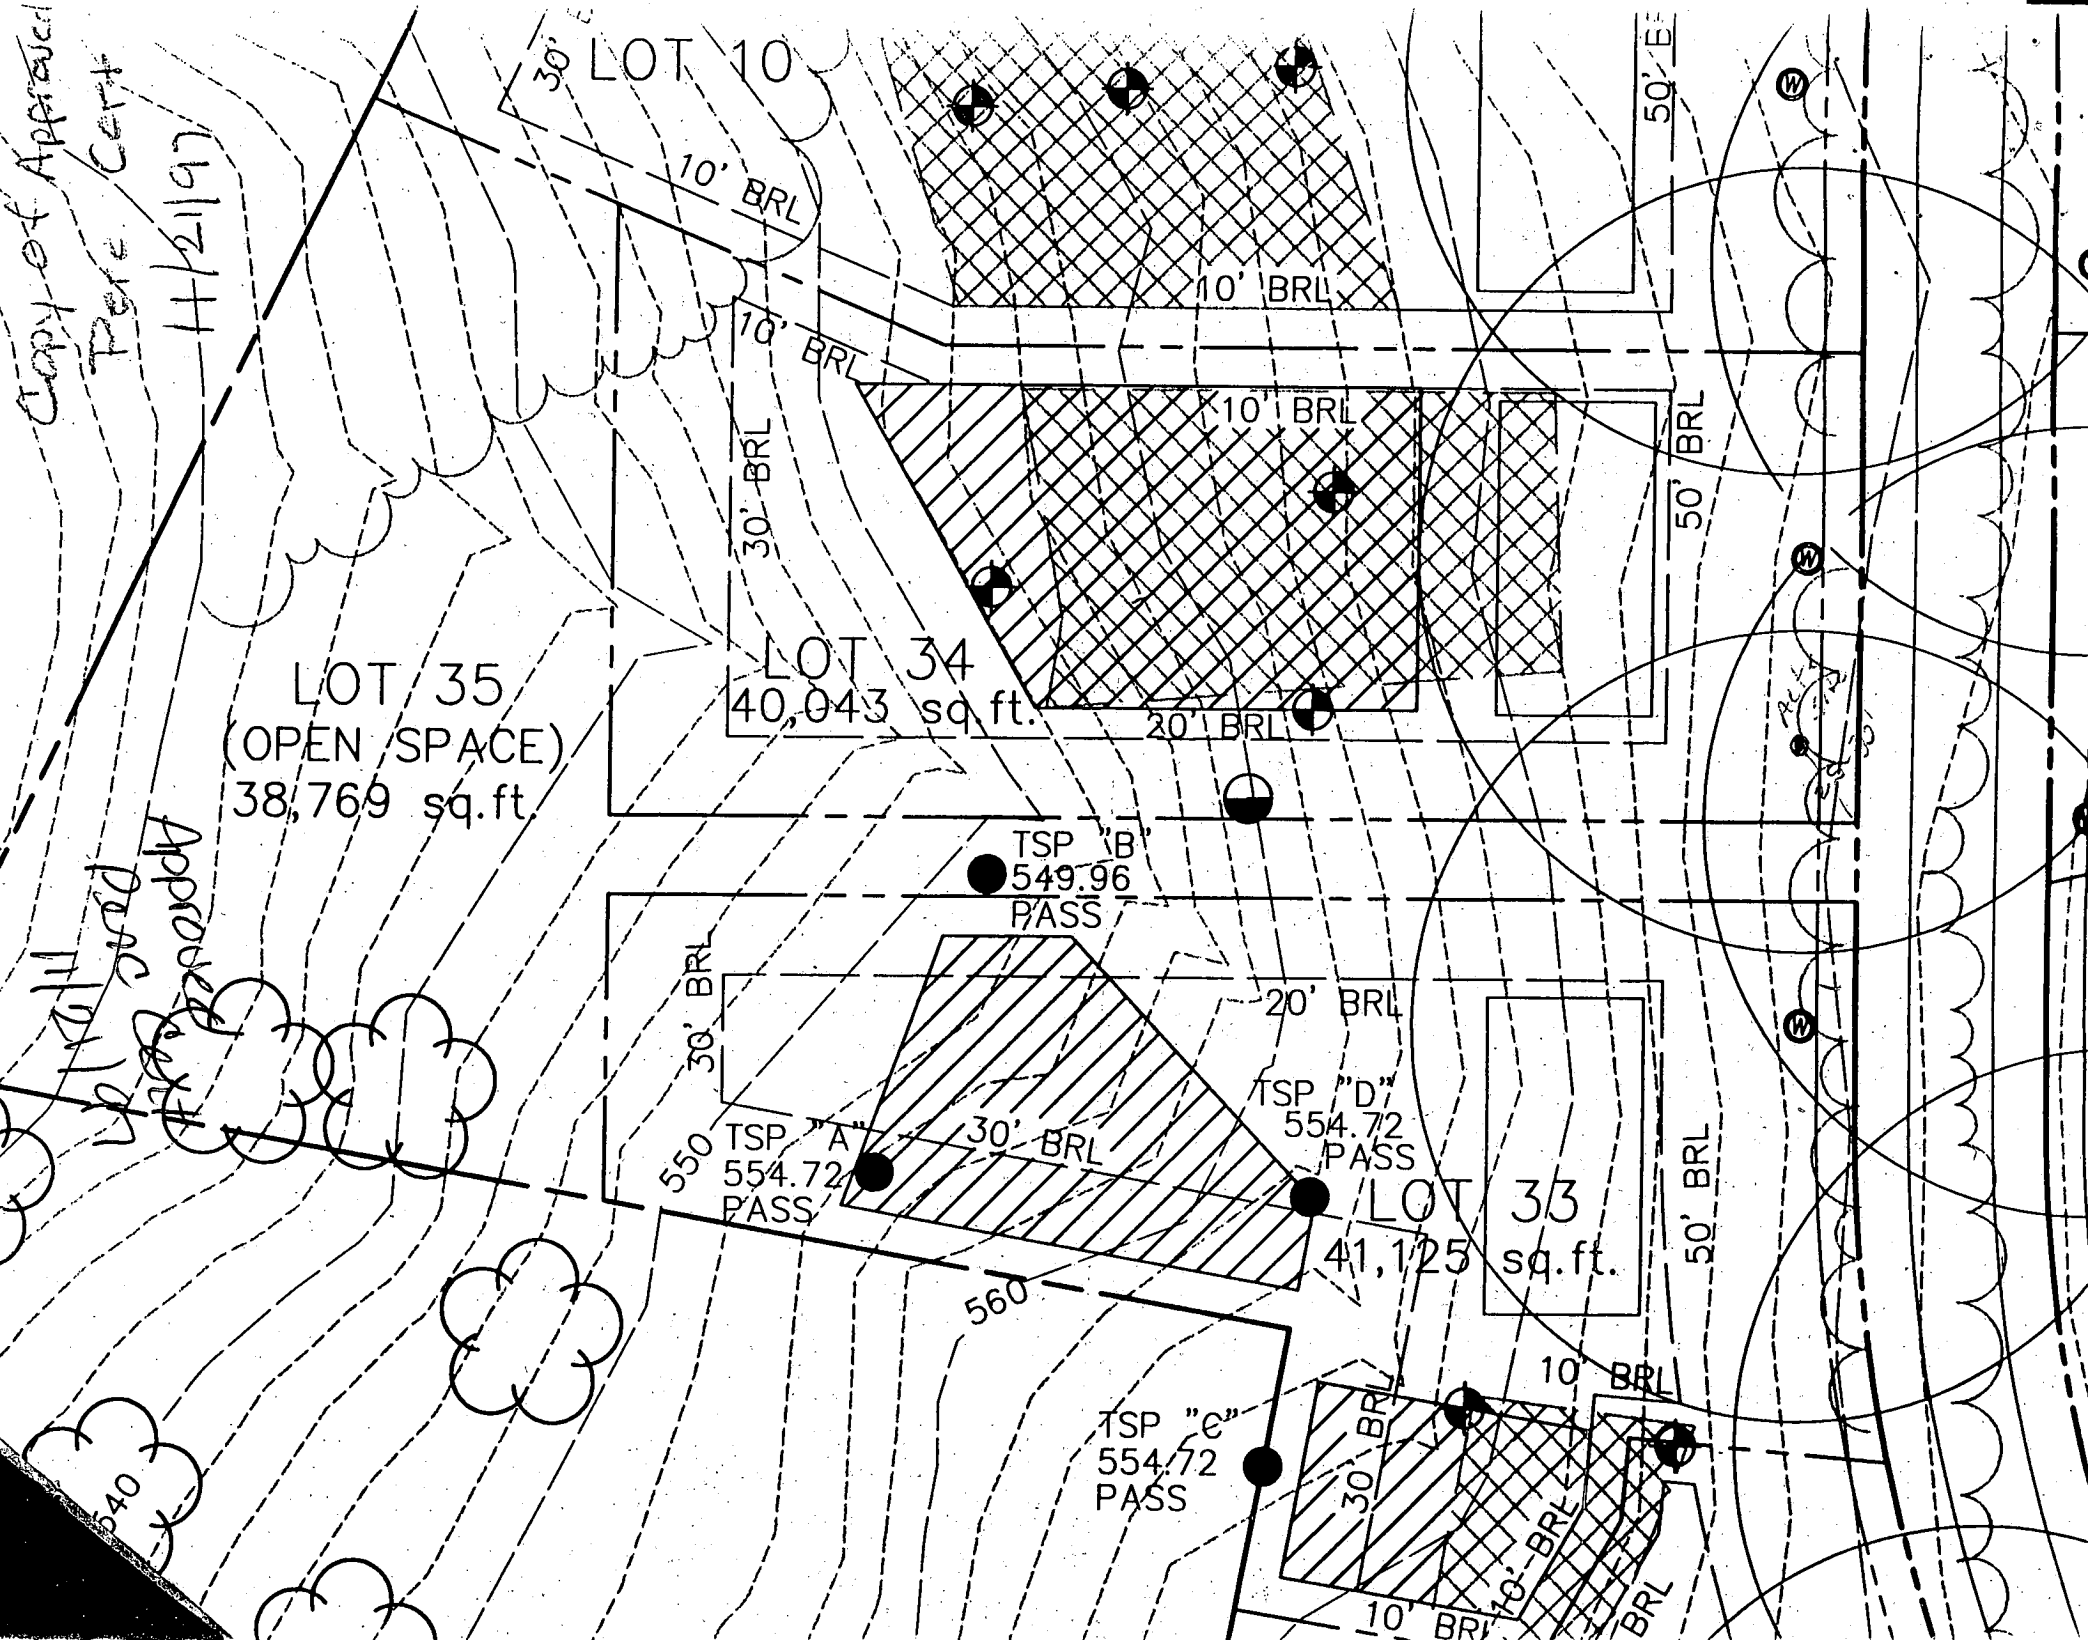 Copy of Approved
Perc Cert
11/21/97
30'
LOT 10
50'
10' BRL
10' BRL
10' BRL
10' BRL
30' BRL
50' BRL
LOT 34
40,043 sq.ft.
20' BRL
LOT 35
(OPEN SPACE)
38,769 sq.ft.
Approved
Perc
TSP "B"
549.96
PASS
30' BRL
20' BRL
TSP "D"
554.72
PASS
TSP "A"
554.72
PASS
30' BRL
550
LOT 33
41,125 sq.ft.
50' BRL
560
10' BRL
TSP "C"
554.72
PASS
30' BRL
10' BRL
10' BRL
BRL
540
W
W
W